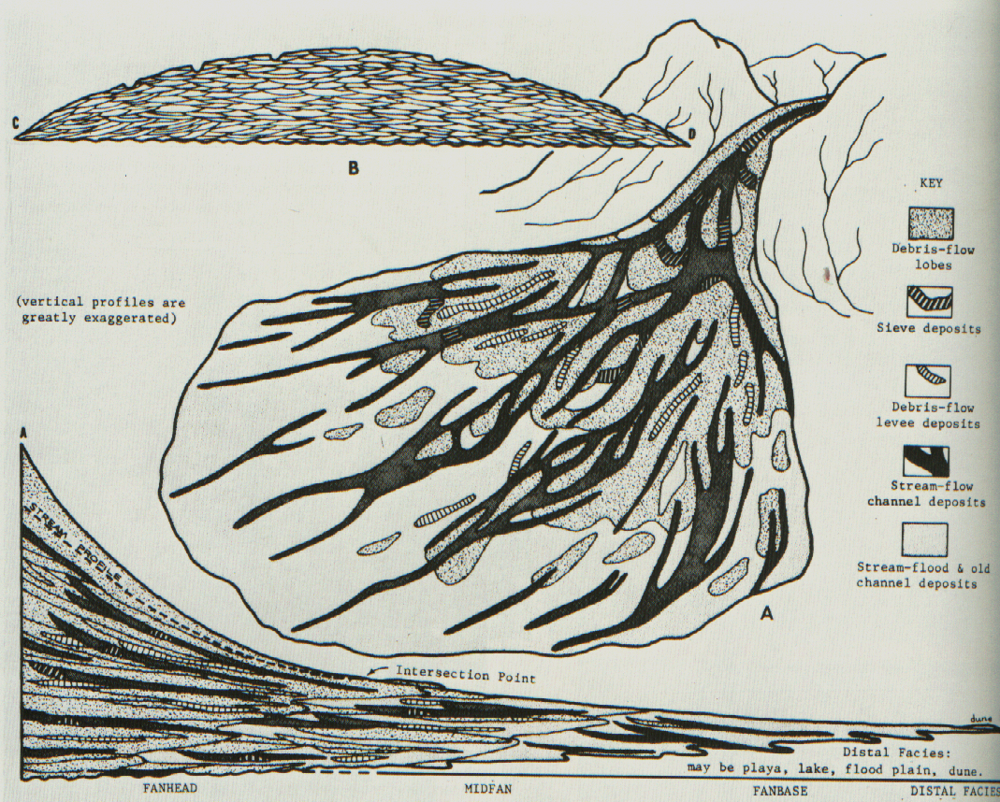 C
D
B
(vertical profiles are
greatly exaggerated)
KEY
Debris-flow
lobes
Sieve deposits
Debris-flow
levee deposits
Stream-flow
channel deposits
Stream-flood & old
channel deposits
A
A
STREAM PROFILE
Intersection Point
dune
Distal Facies:
may be playa, lake, flood plain, dune.
FANHEAD
MIDFAN
FANBASE
DISTAL FACIES